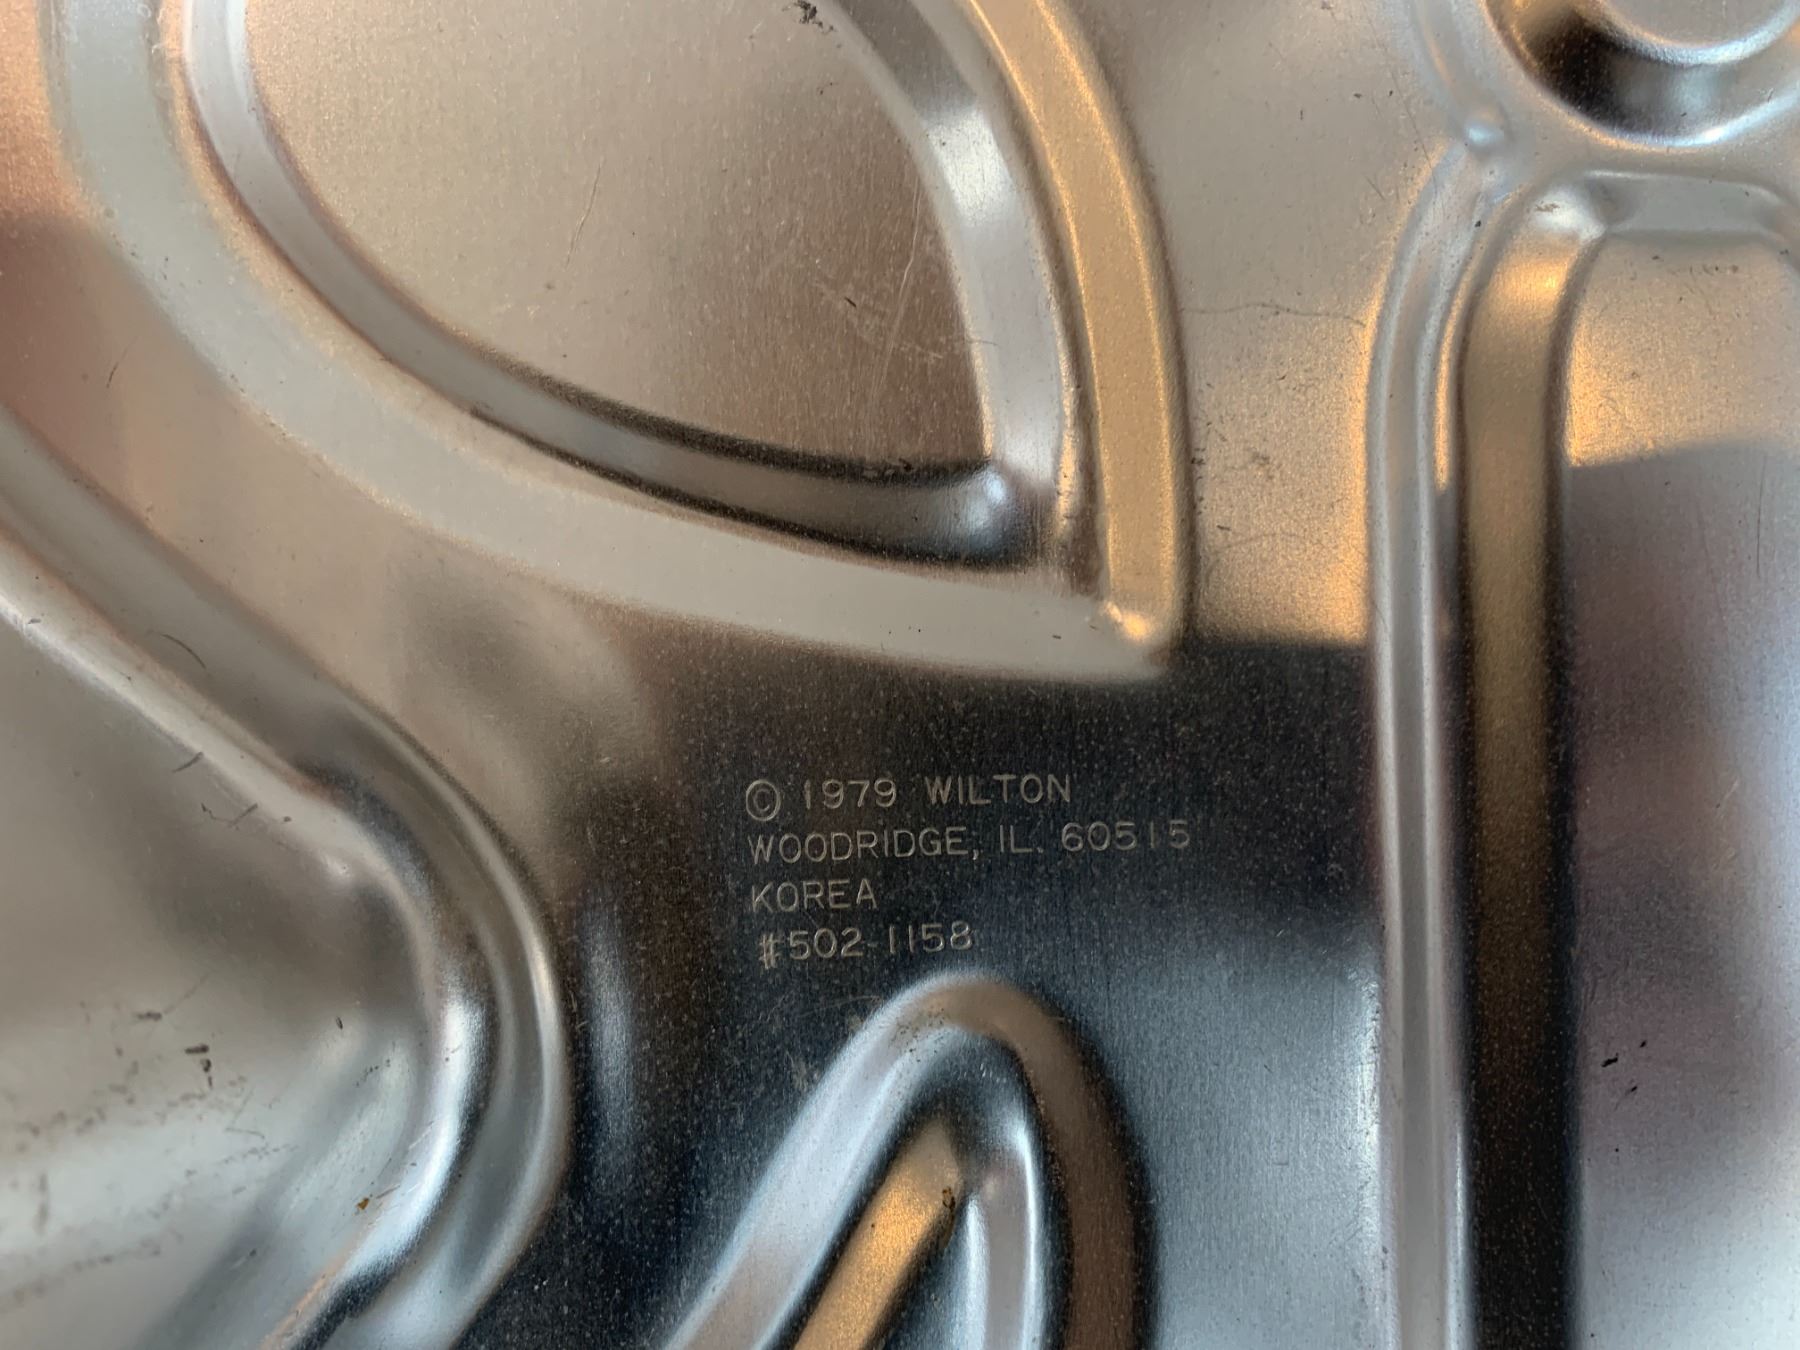 © 1979 WILTON
WOODRIDGE, IL. 60515
KOREA
#502-1158